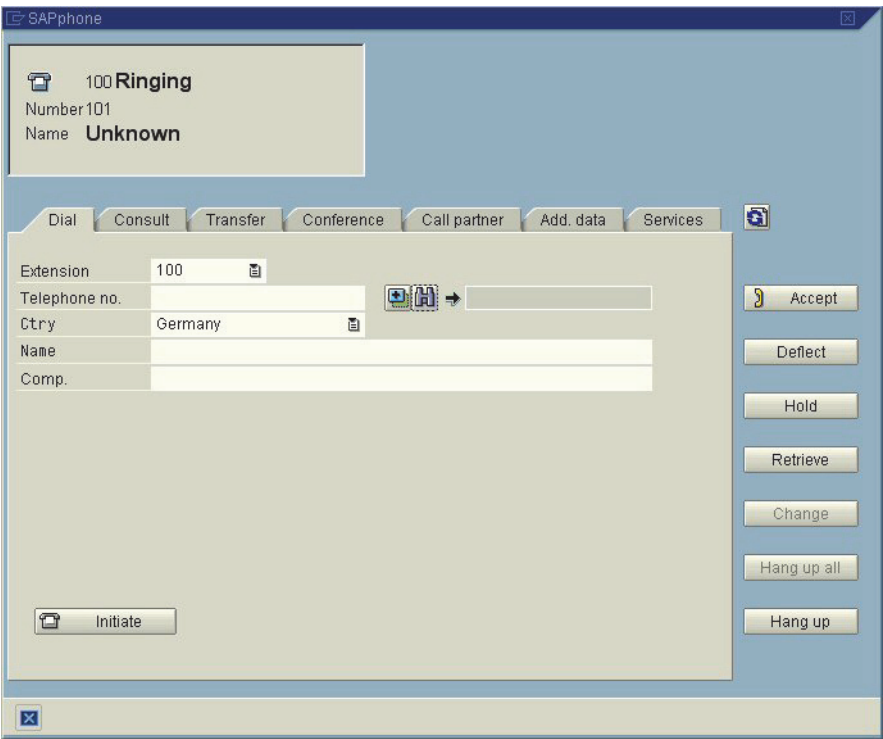 SAPphone
100 Ringing
Number 101
Name Unknown
Dial Consult Transfer Conference Call partner Add. data Services
Extension 100
Telephone no.
Ctry Germany
Name
Comp.
Accept
Deflect
Hold
Retrieve
Change
Hang up all
Initiate
Hang up